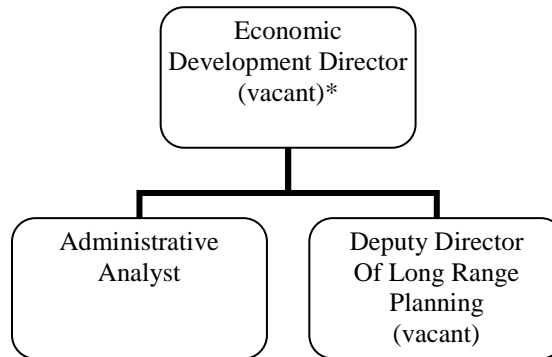 Economic
Development Director
(vacant)*
Administrative
Analyst
Deputy Director
Of Long Range
Planning
(vacant)